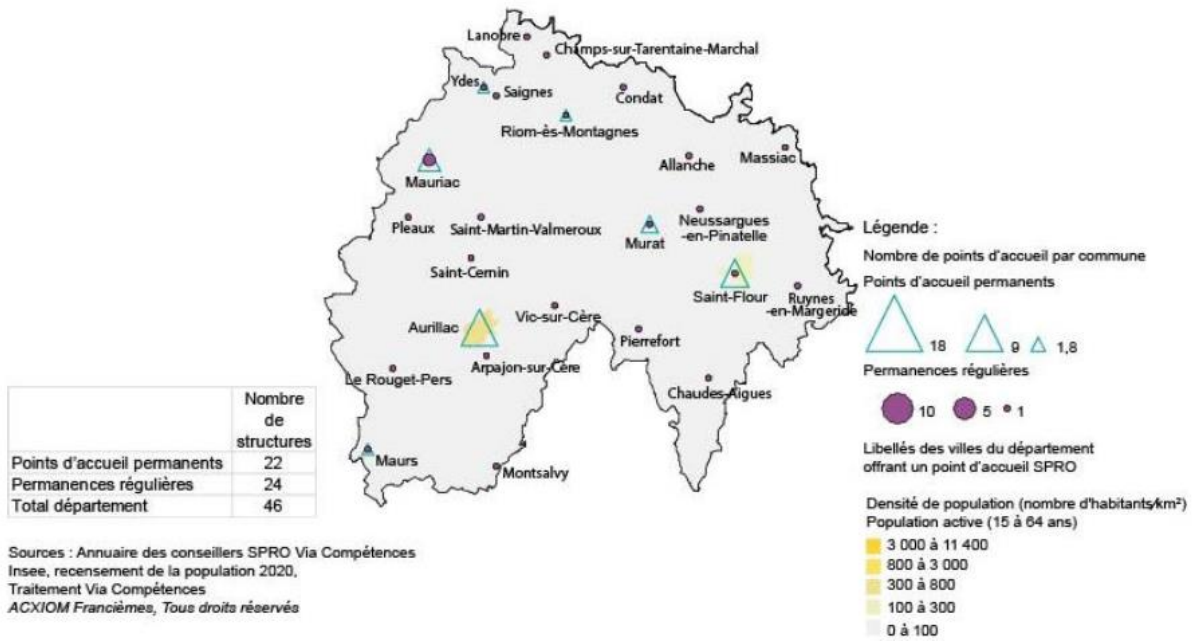 Lanobre
Champs-sur-Tarentaine-Marchal
Ydes
Saignes
Condat
Riom-ès-Montagnes
Allanche
Massiac
Mauriac
Pleaux
Saint-Martin-Valmeroux
Murat
Neussargues
-en-Pinatelle
Saint-Cernin
Saint-Flour
Ruynes
-en-Margeride
Aurillac
Vic-sur-Cère
Pierrefort
Arpajon-sur-Cère
Le Rouget-Pers
Chaudes-Aigues
Maurs
Montsalvy
Légende :
Nombre de points d'accueil par commune
Points d'accueil permanents
18 9 1,8
Permanences régulières
10 5 1
Libellés des villes du département
offrant un point d'accueil SPRO
Densité de population (nombre d'habitants/km²)
Population active (15 à 64 ans)
3 000 à 11 400
800 à 3 000
300 à 800
100 à 300
0 à 100
Nombre
de
structures
Points d'accueil permanents 22
Permanences régulières 24
Total département 46
Sources : Annuaire des conseillers SPRO Via Compétences
Insee, recensement de la population 2020,
Traitement Via Compétences
ACXIOM Francièmes, Tous droits réservés